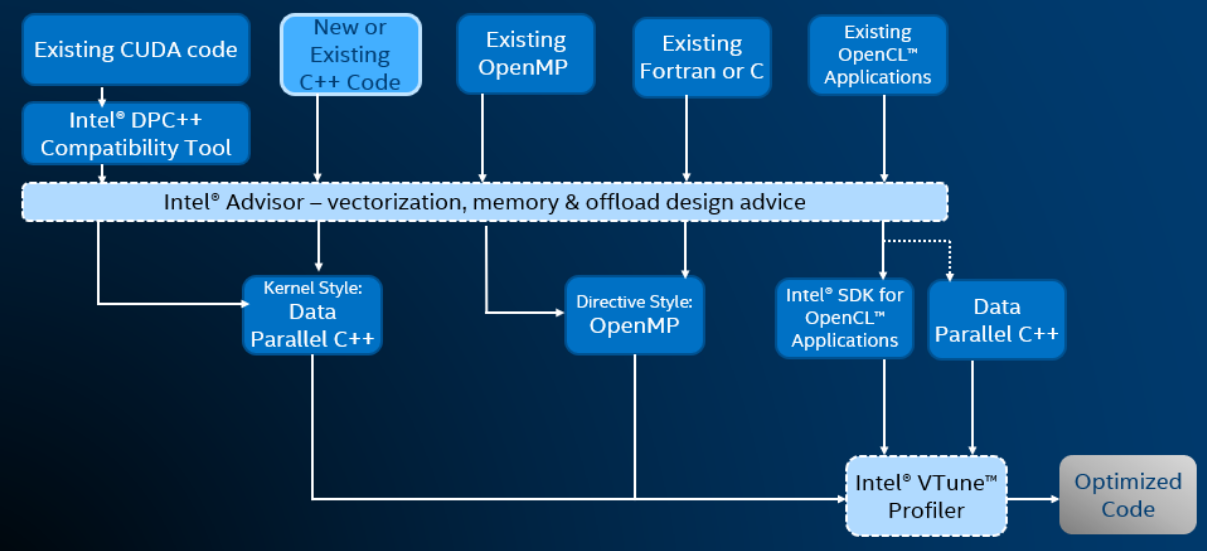 Existing CUDA code
New or
Existing
C++ Code
Existing
OpenMP
Existing
Fortran or C
Existing
OpenCL™
Applications
Intel® DPC++
Compatibility Tool
Intel® Advisor – vectorization, memory & offload design advice
Kernel Style:
Data
Parallel C++
Directive Style:
OpenMP
Intel® SDK for
OpenCL™
Applications
Data
Parallel C++
Intel® VTune™
Profiler
Optimized
Code